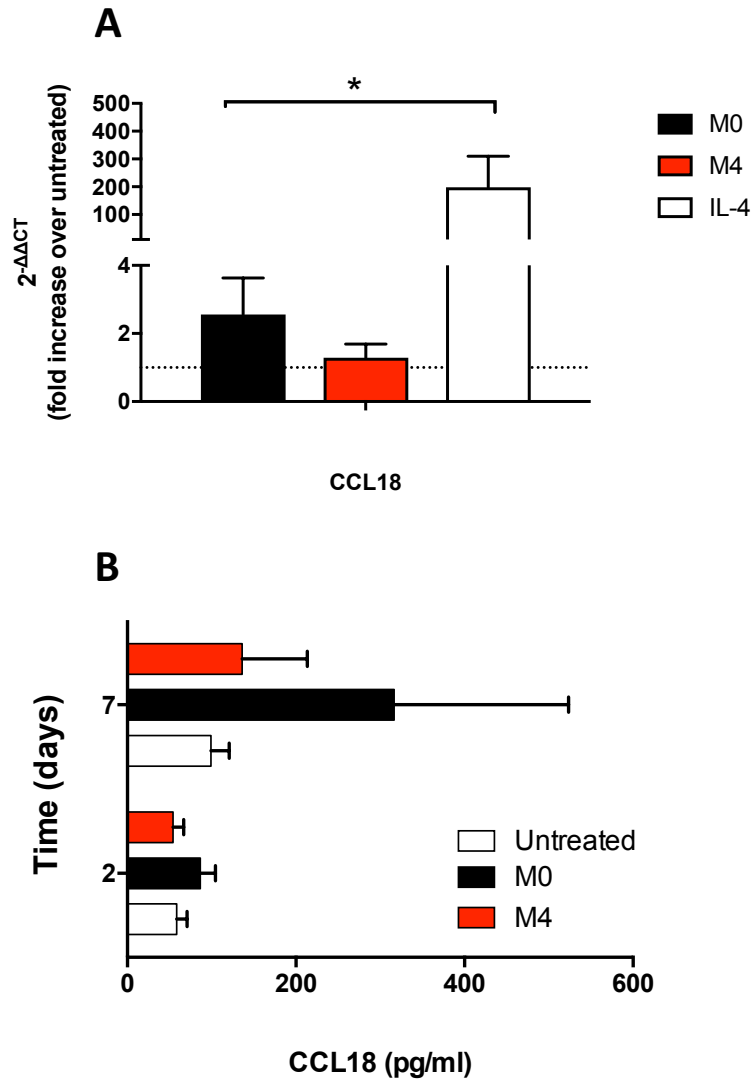 A
*
500
400
300
200
100
4
2
0
2-ΔΔCT
(fold increase over untreated)
M0
M4
IL-4
CCL18
B
Time (days)
7
2
Untreated
M0
M4
0 200 400 600
CCL18 (pg/ml)